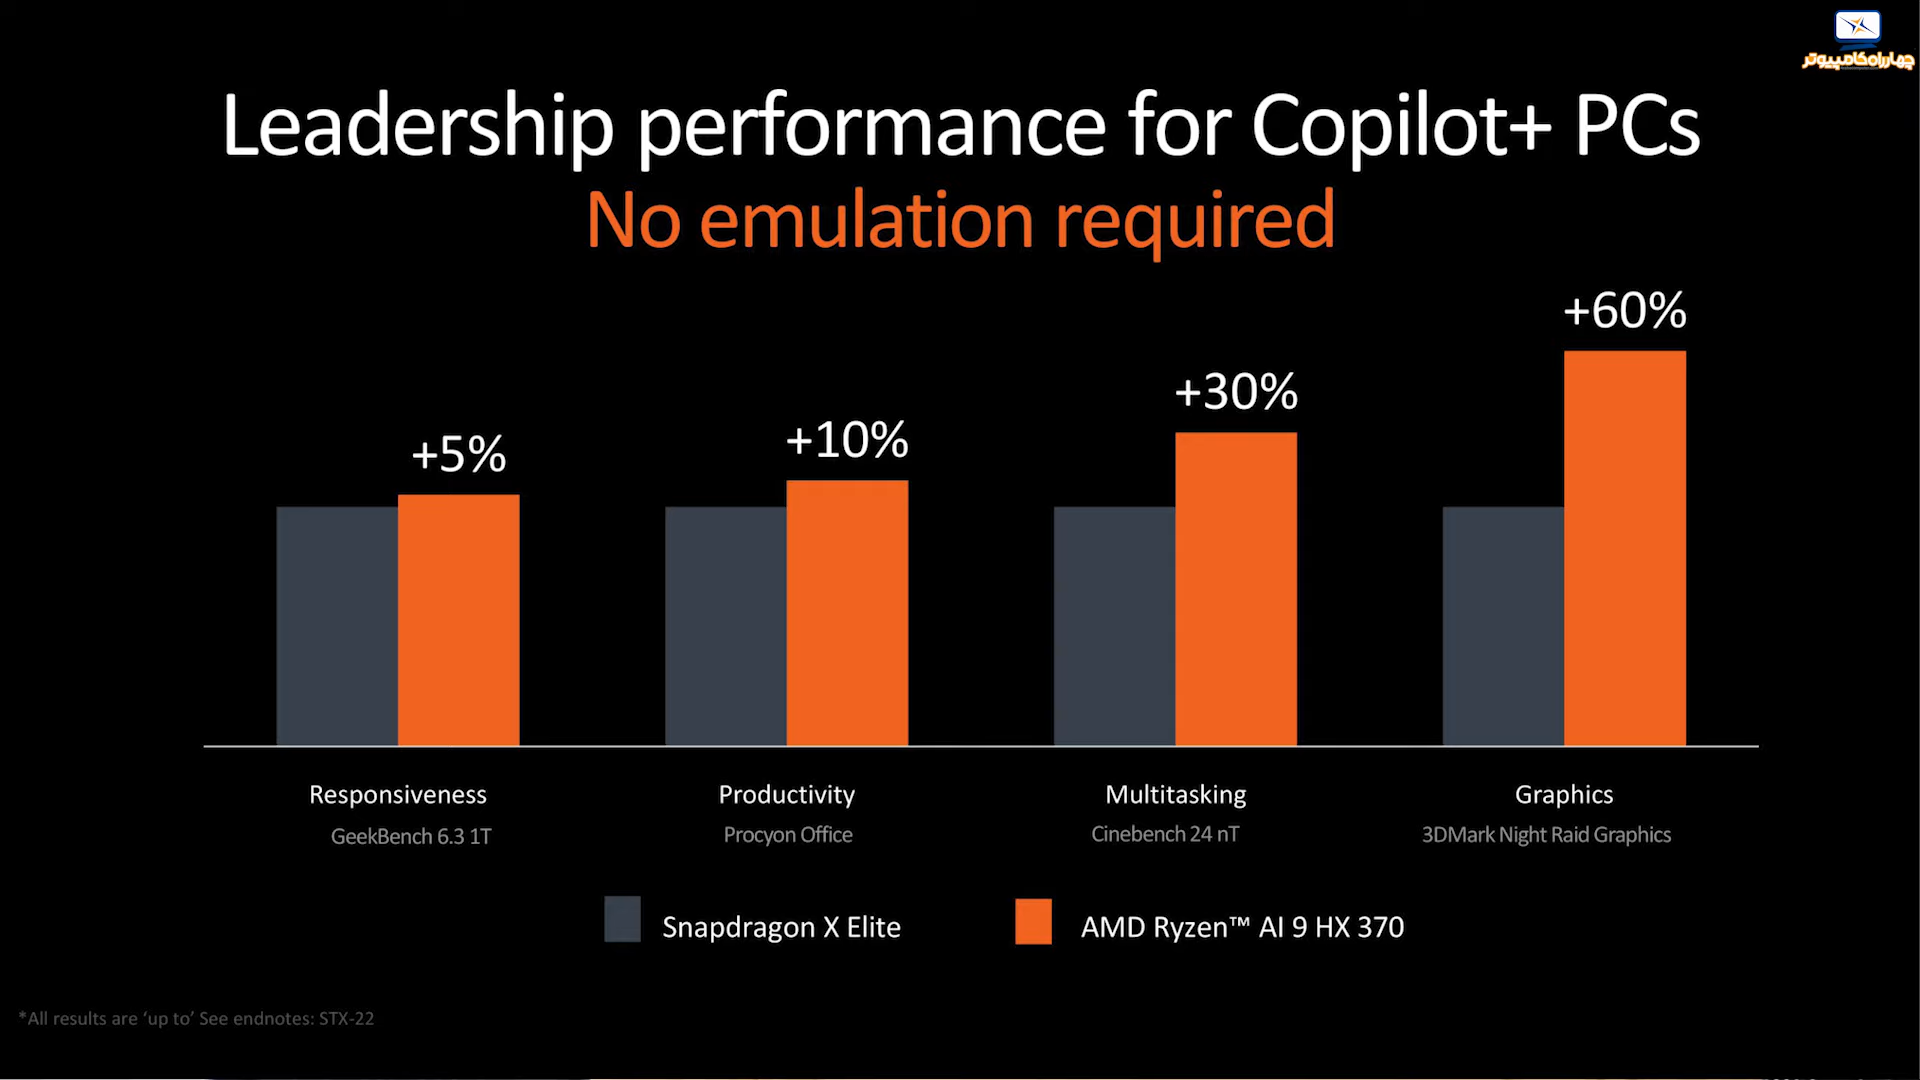 چهارراه کامپیوتر
Leadership performance for Copilot+ PCs
No emulation required
+5%
+10%
+30%
+60%
Responsiveness
GeekBench 6.3 1T
Productivity
Procyon Office
Multitasking
Cinebench 24 nT
Graphics
3DMark Night Raid Graphics
Snapdragon X Elite
AMD Ryzen™ AI 9 HX 370
*All results are ‘up to’ See endnotes: STX-22